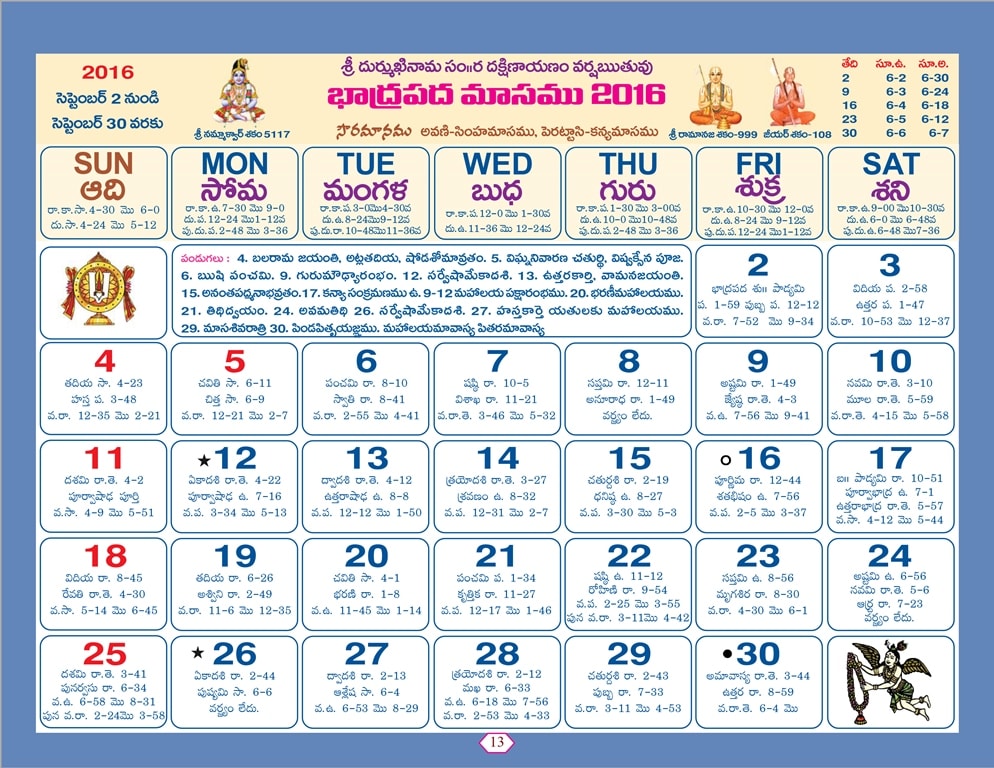 2016
సెప్టెంబర్ 2 నుండి
సెప్టెంబర్ 30 వరకు
శ్రీ నమ్మాళ్వార్ శకం 5117
శ్రీ దుర్ముఖినామ సం॥ర దక్షిణాయణం వర్షఋతువు
భాద్రపద మాసము 2016
సౌరమానము అవణి-సింహమాసము, పెరట్టాసి-కన్యమాసము
శ్రీ రామానజ శకం-999 జీయర్ శకం-108
తేది సూ.ఉ. సూ.అ.
2 6-2 6-30
9 6-3 6-24
16 6-4 6-18
23 6-5 6-12
30 6-6 6-7
SUN MON TUE WED THU FRI SAT
ఆది సోమ మంగళ బుధ గురు శుక్ర శని
రా.కా.సా.4-30 మొ 6-0
దు.సా. 4-24 మొ 5-12
రా.కా.ఉ.7-30 మొ 9-0
దు.ప.12-24 మొ1-12వ
పు.దు.ప.2-48 మొ 3-36
రా.కా.ప.3-0మొ4-30వ
దు.ఉ.8-24మొ9-12వ
పు.దు.రా.10-48మొ11-36వ
రా.కా.ప.12-0 మొ 1-30వ
దు.ఉ.11-36 మొ 12-24వ
రా.కా.ప.1-30 మొ 3-00వ
దు.ఉ.10-0 మొ 10-48వ
పు.దు.ప.2-48 మొ 3-36
రా.కా.ఉ.10-30 మొ 12-0వ
దు.ఉ.8-24 మొ 9-12వ
పు.దు.ప.12-24 మొ1-12వ
రా.కా.ఉ.9-00 మొ10-30వ
దు.ఉ.6-0 మొ 6-48వ
పు.దు.ఉ.6-48 మొ7-36
పండుగలు : 4. బలరామ జయంతి, అట్లతదియ, షోడశోమావ్రతం. 5. విఘ్ననివారణ చతుర్థి, విష్వక్సేన పూజ.
6. ఋషి పంచమి. 9. గురుమౌఢ్యారంభం. 12. సర్వేషామేకాదశి. 13. ఉత్తరకార్తి, వామనజయంతి.
15. అనంతపద్మనాభవ్రతం.17. కన్యా సంక్రమణము ఉ. 9-12 మహాలయ పక్షారంభము. 20. భరణీమహాలయము.
21. తిథిద్వయం. 24. అవమతిథి 26. సర్వేషామేకాదశి. 27. హస్తకార్తె యతులకు మహాలయము.
29. మాసశివరాత్రి 30. పిండపితృయజ్ఞము. మహాలయమావాస్య పితరమావాస్య
2
భాద్రపద శు॥ పాడ్యమి
ప. 1-59 పుబ్బ ప. 12-12
వ.రా. 7-52 మొ 9-34
3
విదియ ప. 2-58
ఉత్తర ప. 1-47
వ.రా. 10-53 మొ 12-37
4
తదియ సా. 4-23
హస్త ప. 3-48
వ.రా. 12-35 మొ 2-21
5
చవితి సా. 6-11
చిత్త సా. 6-9
వ.రా. 12-21 మొ 2-7
6
పంచమి రా. 8-10
స్వాతి రా. 8-41
వ.రా. 2-55 మొ 4-41
7
షష్ఠి రా. 10-5
విశాఖ రా. 11-21
వ.రా.తె. 3-46 మొ 5-32
8
సప్తమి రా. 12-11
అనూరాధ రా. 1-49
వర్జ్యం లేదు.
9
అష్టమి రా. 1-49
జ్యేష్ఠ రా.తె. 4-3
వ.ఉ. 7-56 మొ 9-41
10
నవమి రా.తె. 3-10
మూల రా.తె. 5-59
వ.రా.తె. 4-15 మొ 5-58
11
దశమి రా.తె. 4-2
పూర్వాషాఢ పూర్తి
వ.సా. 4-9 మొ 5-51
★12
ఏకాదశి రా.తె. 4-22
పూర్వాషాఢ ఉ. 7-16
వ.ప. 3-34 మొ 5-13
13
ద్వాదశి రా.తె. 4-12
ఉత్తరాషాఢ ఉ. 8-8
వ.ప. 12-12 మొ 1-50
14
త్రయోదశి రా.తె. 3-27
శ్రవణం ఉ. 8-32
వ.ప. 12-31 మొ 2-7
15
చతుర్దశి రా. 2-19
ధనిష్ఠ ఉ. 8-27
వ.ప. 3-30 మొ 5-3
○16
పూర్ణిమ రా. 12-44
శతభిషం ఉ. 7-56
వ.ప. 2-5 మొ 3-37
17
బ॥ పాడ్యమి రా. 10-51
పూర్వాభాద్ర ఉ. 7-1
ఉత్తరాభాద్ర రా.తె. 5-57
వ.సా. 4-12 మొ 5-44
18
విదియ రా. 8-45
రేవతి రా.తె. 4-30
వ.సా. 5-14 మొ 6-45
19
తదియ రా. 6-26
అశ్విని రా. 2-49
వ.రా. 11-6 మొ 12-35
20
చవితి సా. 4-1
భరణి రా. 1-8
వ.ఉ. 11-45 మొ 1-14
21
పంచమి ప. 1-34
కృత్తిక రా. 11-27
వ.ప. 12-17 మొ 1-46
22
షష్ఠి ఉ. 11-12
రోహిణి రా. 9-54
వ.ప. 2-25 మొ 3-55
పున వ.రా. 3-11మొ 4-42
23
సప్తమి ఉ. 8-56
మృగశిర రా. 8-30
వ.రా. 4-30 మొ 6-1
24
అష్టమి ఉ. 6-56
నవమి రా.తె. 5-6
ఆర్ద్ర రా. 7-23
వర్జ్యం లేదు.
25
దశమి రా.తె. 3-41
పునర్వసు రా. 6-34
వ.ఉ. 6-58 మొ 8-31
పున వ.రా. 2-24మొ 3-58
★26
ఏకాదశి రా. 2-44
పుష్యమి సా. 6-6
వర్జ్యం లేదు.
27
ద్వాదశి రా. 2-13
ఆశ్లేష సా. 6-4
వ.ఉ. 6-53 మొ 8-29
28
త్రయోదశి రా. 2-12
మఖ రా. 6-33
వ.ఉ. 6-18 మొ 7-56
వ.రా. 2-53 మొ 4-33
29
చతుర్దశి రా. 2-43
పుబ్బ రా. 7-33
వ.రా. 3-11 మొ 4-53
●30
అమావాస్య రా.తె. 3-44
ఉత్తర రా. 8-59
వ.రా.తె. 6-4 మొ
13